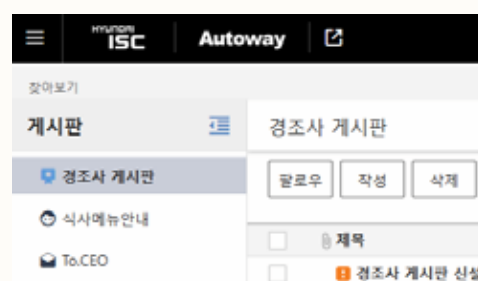 HYUNDAI
ISC Autoway
찾아보기
게시판 경조사 게시판
경조사 게시판 팔로우 작성 삭제
식사메뉴안내
제목
To.CEO
경조사 게시판 신설